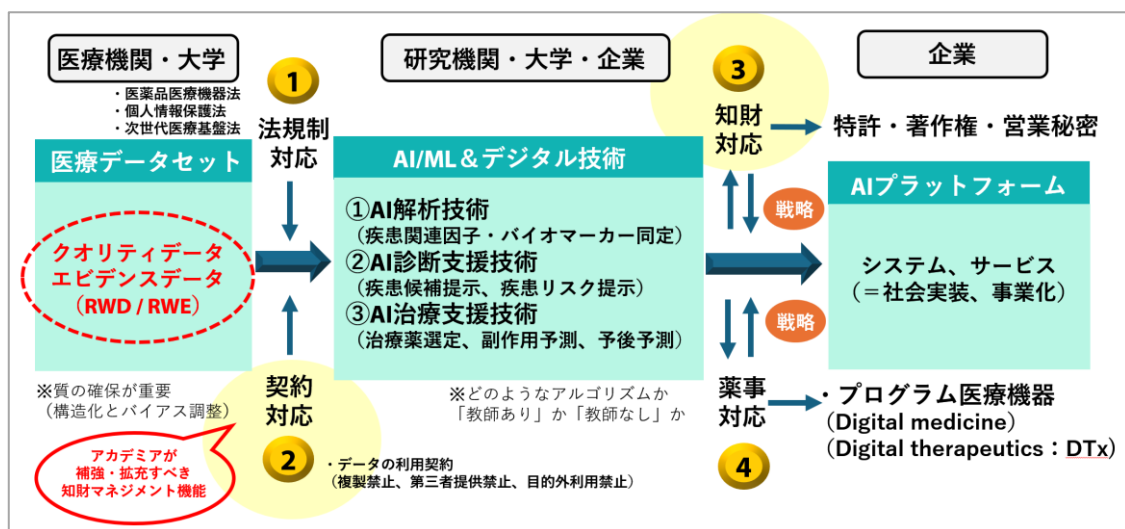 医療機関・大学
・医薬品医療機器法
・個人情報保護法
・次世代医療基盤法
1
法規制
対応
医療データセット
クオリティデータ
エビデンスデータ
（RWD / RWE）
※質の確保が重要
（構造化とバイアス調整）
アカデミアが
補強・拡充すべき
知財マネジメント機能
契約
対応
2
・データの利用契約
（複製禁止、第三者提供禁止、目的外利用禁止）
研究機関・大学・企業
AI/ML＆デジタル技術
①AI解析技術
（疾患関連因子・バイオマーカー同定）
②AI診断支援技術
（疾患候補提示、疾患リスク提示）
③AI治療支援技術
（治療薬選定、副作用予測、予後予測）
※どのようなアルゴリズムか
「教師あり」か「教師なし」か
3
知財
対応
戦略
戦略
薬事
対応
4
企業
特許・著作権・営業秘密
AIプラットフォーム
システム、サービス
（＝社会実装、事業化）
・プログラム医療機器
（Digital medicine）
（Digital therapeutics：DTx）